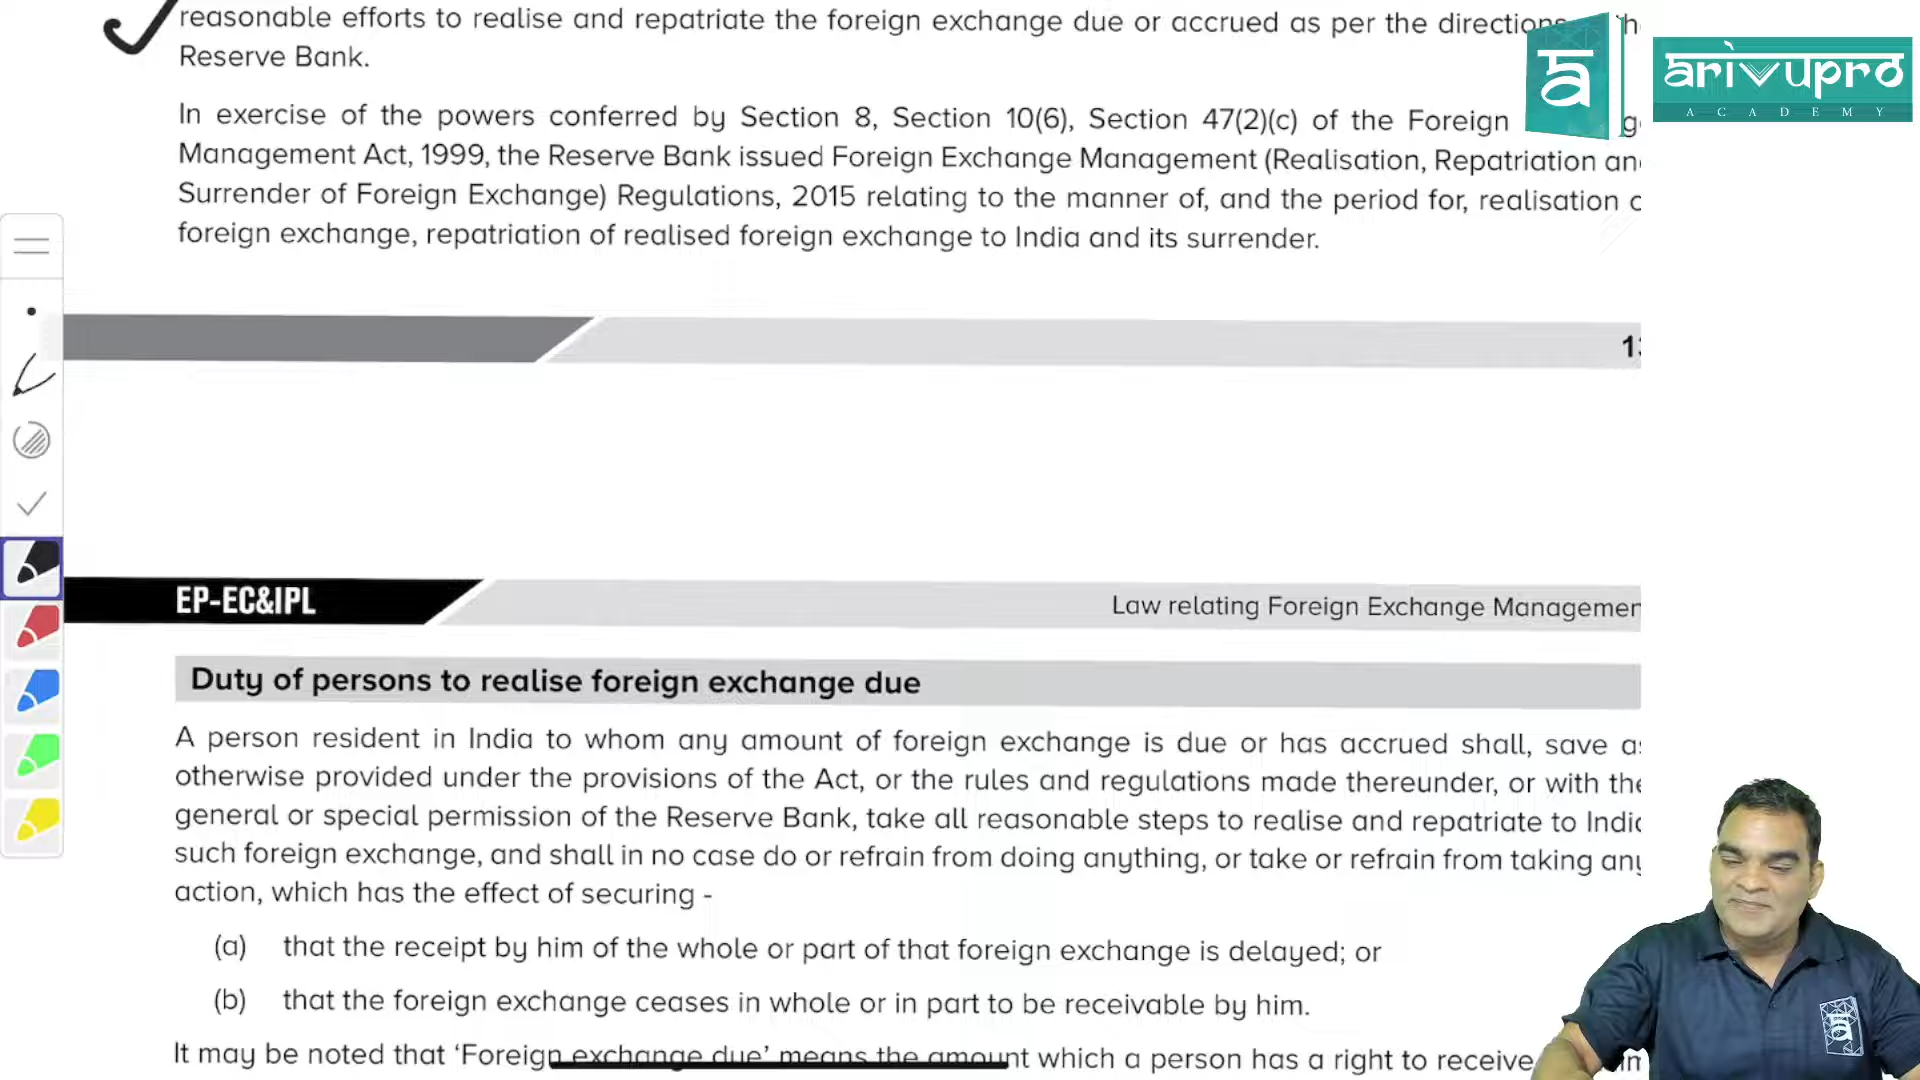 reasonable efforts to realise and repatriate the foreign exchange due or accrued as per the directions
Reserve Bank.
arivupro
ACADEMY
In exercise of the powers conferred by Section 8, Section 10(6), Section 47(2)(c) of the Foreign
Management Act, 1999, the Reserve Bank issued Foreign Exchange Management (Realisation, Repatriation an
Surrender of Foreign Exchange) Regulations, 2015 relating to the manner of, and the period for, realisation
foreign exchange, repatriation of realised foreign exchange to India and its surrender.
EP-EC&IPL
Law relating Foreign Exchange Managemen
Duty of persons to realise foreign exchange due
A person resident in India to whom any amount of foreign exchange is due or has accrued shall, save as
otherwise provided under the provisions of the Act, or the rules and regulations made thereunder, or with the
general or special permission of the Reserve Bank, take all reasonable steps to realise and repatriate to India
such foreign exchange, and shall in no case do or refrain from doing anything, or take or refrain from taking any
action, which has the effect of securing -
(a) that the receipt by him of the whole or part of that foreign exchange is delayed; or
(b) that the foreign exchange ceases in whole or in part to be receivable by him.
It may be noted that ‘Foreign exchange due’ means the amount which a person has a right to receive